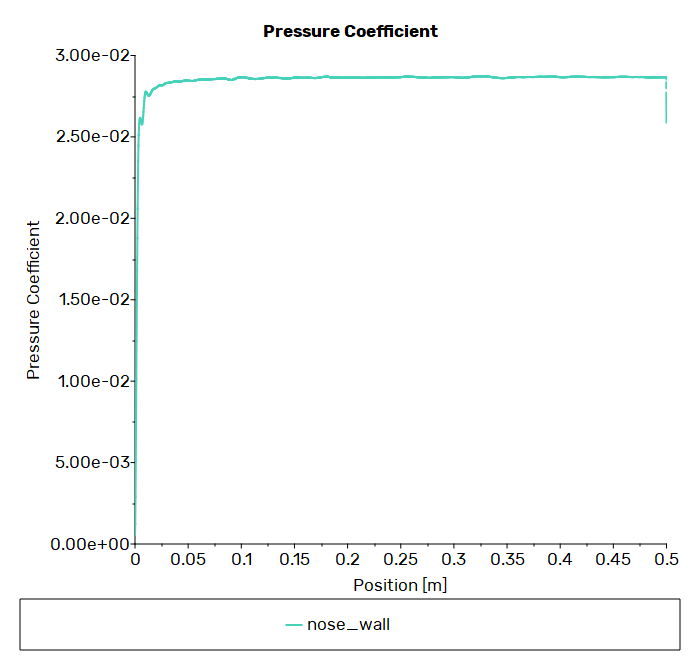 Pressure Coefficient
3.00e-02
2.50e-02
2.00e-02
1.50e-02
1.00e-02
5.00e-03
0.00e+00
Pressure Coefficient
0 0.05 0.1 0.15 0.2 0.25 0.3 0.35 0.4 0.45 0.5
Position [m]
nose_wall